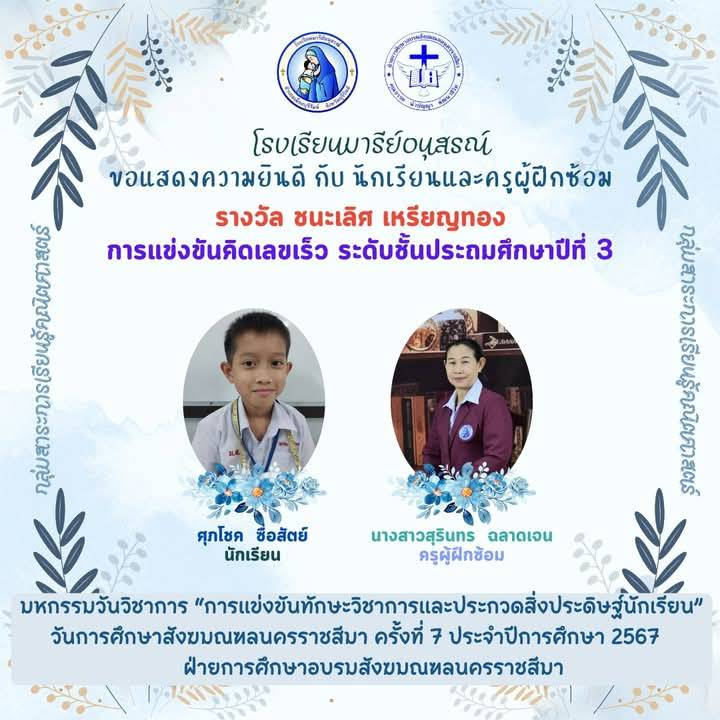 โรงเรียนมารีย์อนุสรณ์
ขอแสดงความยินดี กับ นักเรียนและครูผู้ฝึกซ้อม
รางวัล ชนะเลิศ เหรียญทอง
การแข่งขันคิดเลขเร็ว ระดับชั้นประถมศึกษาปีที่ 3
กลุ่มสาระการเรียนรู้คณิตศาสตร์
กลุ่มสาระการเรียนรู้คณิตศาสตร์
ศุภโชค ซื่อสัตย์
นักเรียน
นางสาวสุรินทร ฉลาดเจน
ครูผู้ฝึกซ้อม
มหกรรมวันวิชาการ “การแข่งขันทักษะวิชาการและประกวดสิ่งประดิษฐ์นักเรียน”
วันการศึกษาสังฆมณฑลนครราชสีมา ครั้งที่ 7 ประจำปีการศึกษา 2567
ฝ่ายการศึกษาอบรมสังฆมณฑลนครราชสีมา